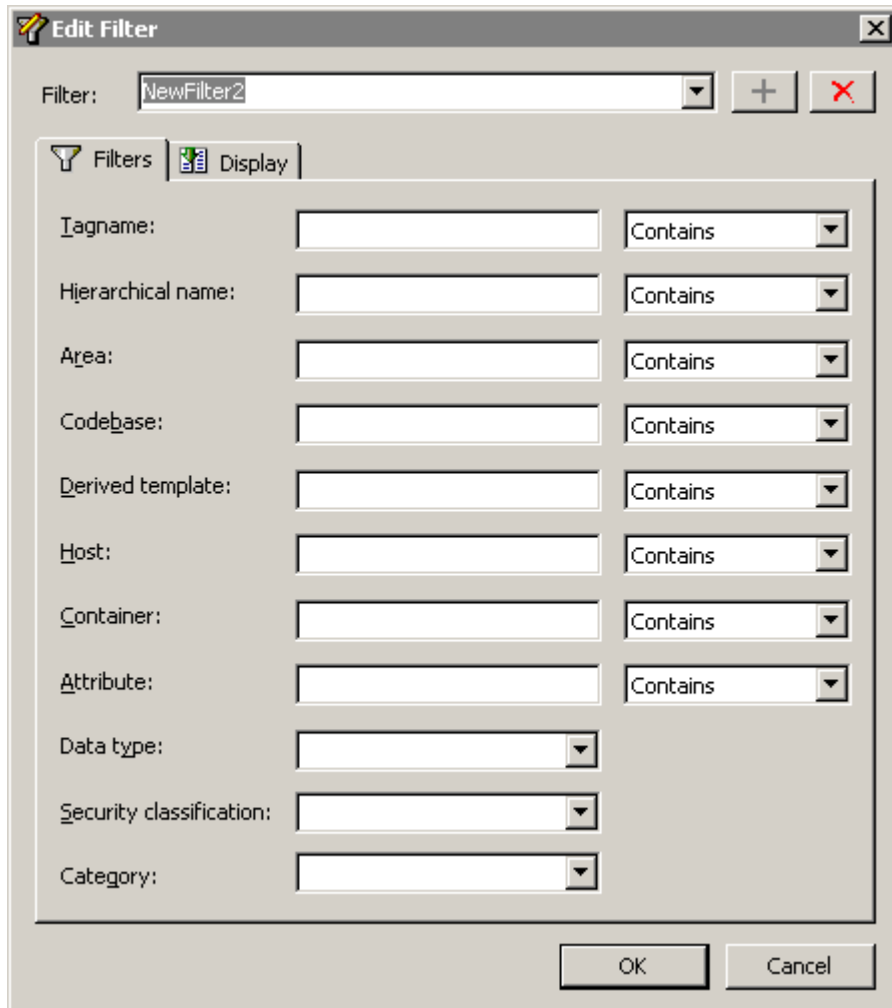 Edit Filter
Filter: NewFilter2
Filters Display
Tagname: Contains
Hierarchical name: Contains
Area: Contains
Codebase: Contains
Derived template: Contains
Host: Contains
Container: Contains
Attribute: Contains
Data type:
Security classification:
Category:
OK Cancel